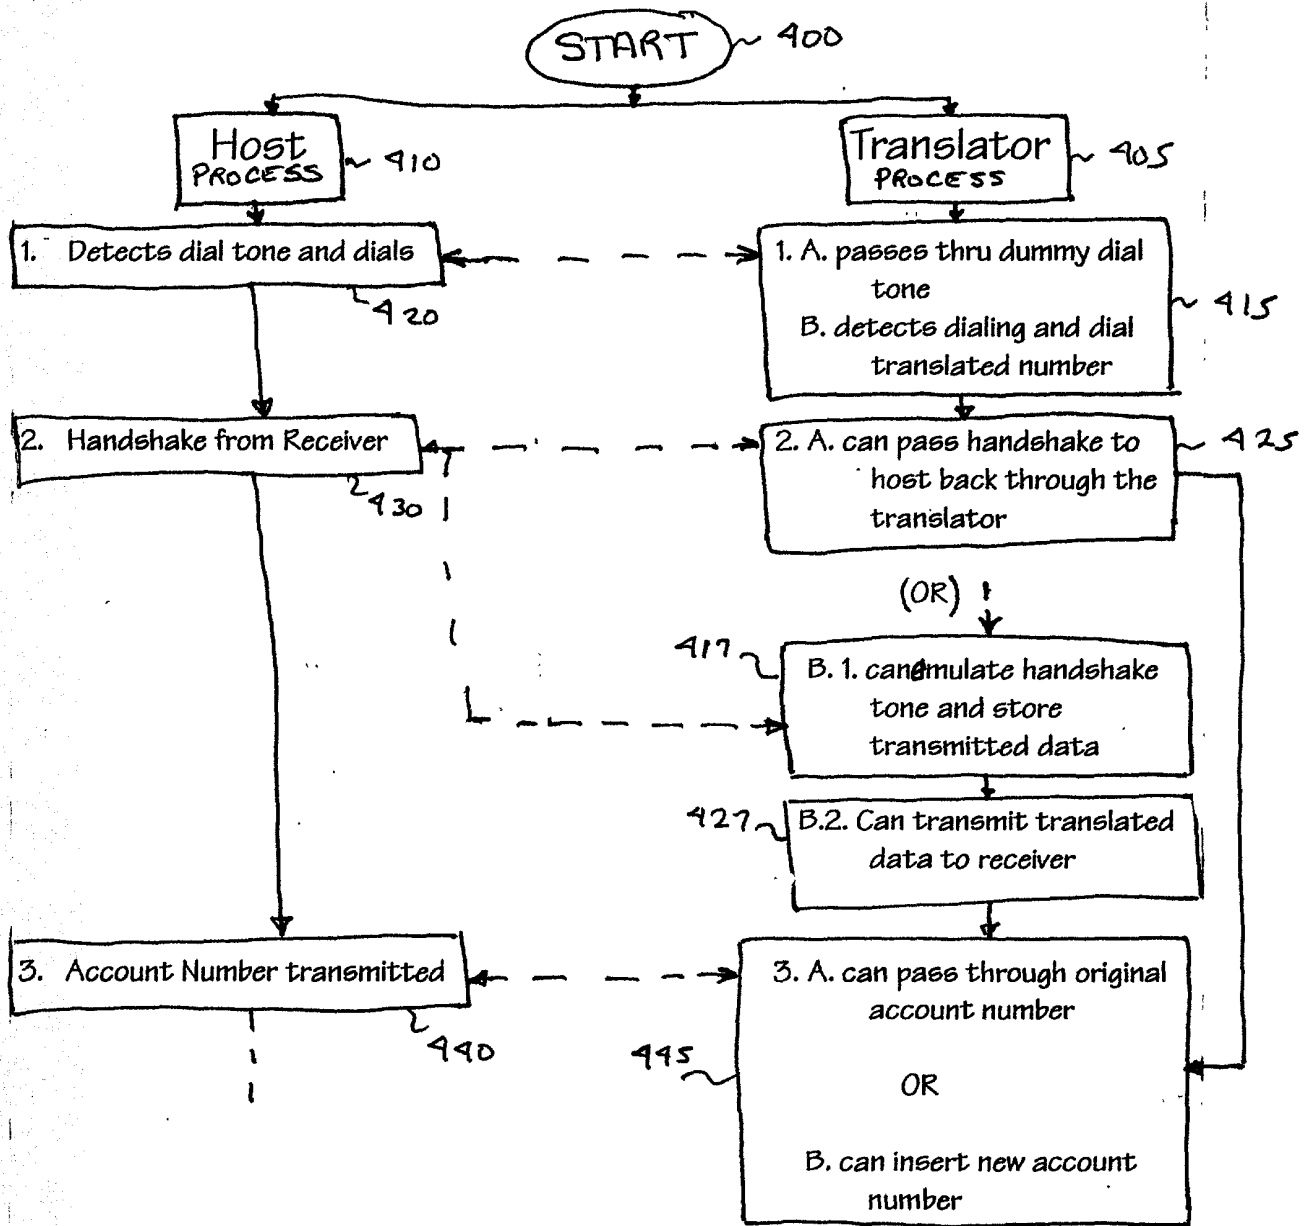 START
400
Host
PROCESS
410
Translator
PROCESS
405
1. Detects dial tone and dials
420
1. A. passes thru dummy dial
tone
B. detects dialing and dial
translated number
415
2. Handshake from Receiver
430
2. A. can pass handshake to
host back through the
translator
425
(OR)
417
B. 1. can emulate handshake
tone and store
transmitted data
427
B.2. Can transmit translated
data to receiver
3. Account Number transmitted
440
3. A. can pass through original
account number
OR
B. can insert new account
number
445